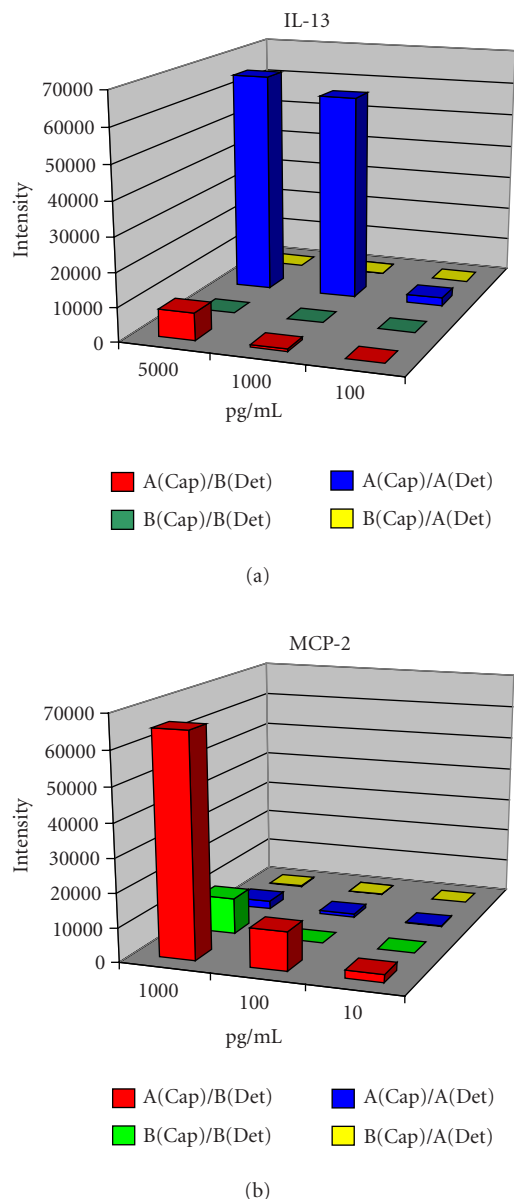 IL-13
70000
60000
50000
40000
30000
20000
10000
0
Intensity
5000
1000
100
pg/mL
A(Cap)/B(Det) A(Cap)/A(Det)
B(Cap)/B(Det) B(Cap)/A(Det)
(a)
MCP-2
70000
60000
50000
40000
30000
20000
10000
0
Intensity
1000
100
10
pg/mL
A(Cap)/B(Det) A(Cap)/A(Det)
B(Cap)/B(Det) B(Cap)/A(Det)
(b)